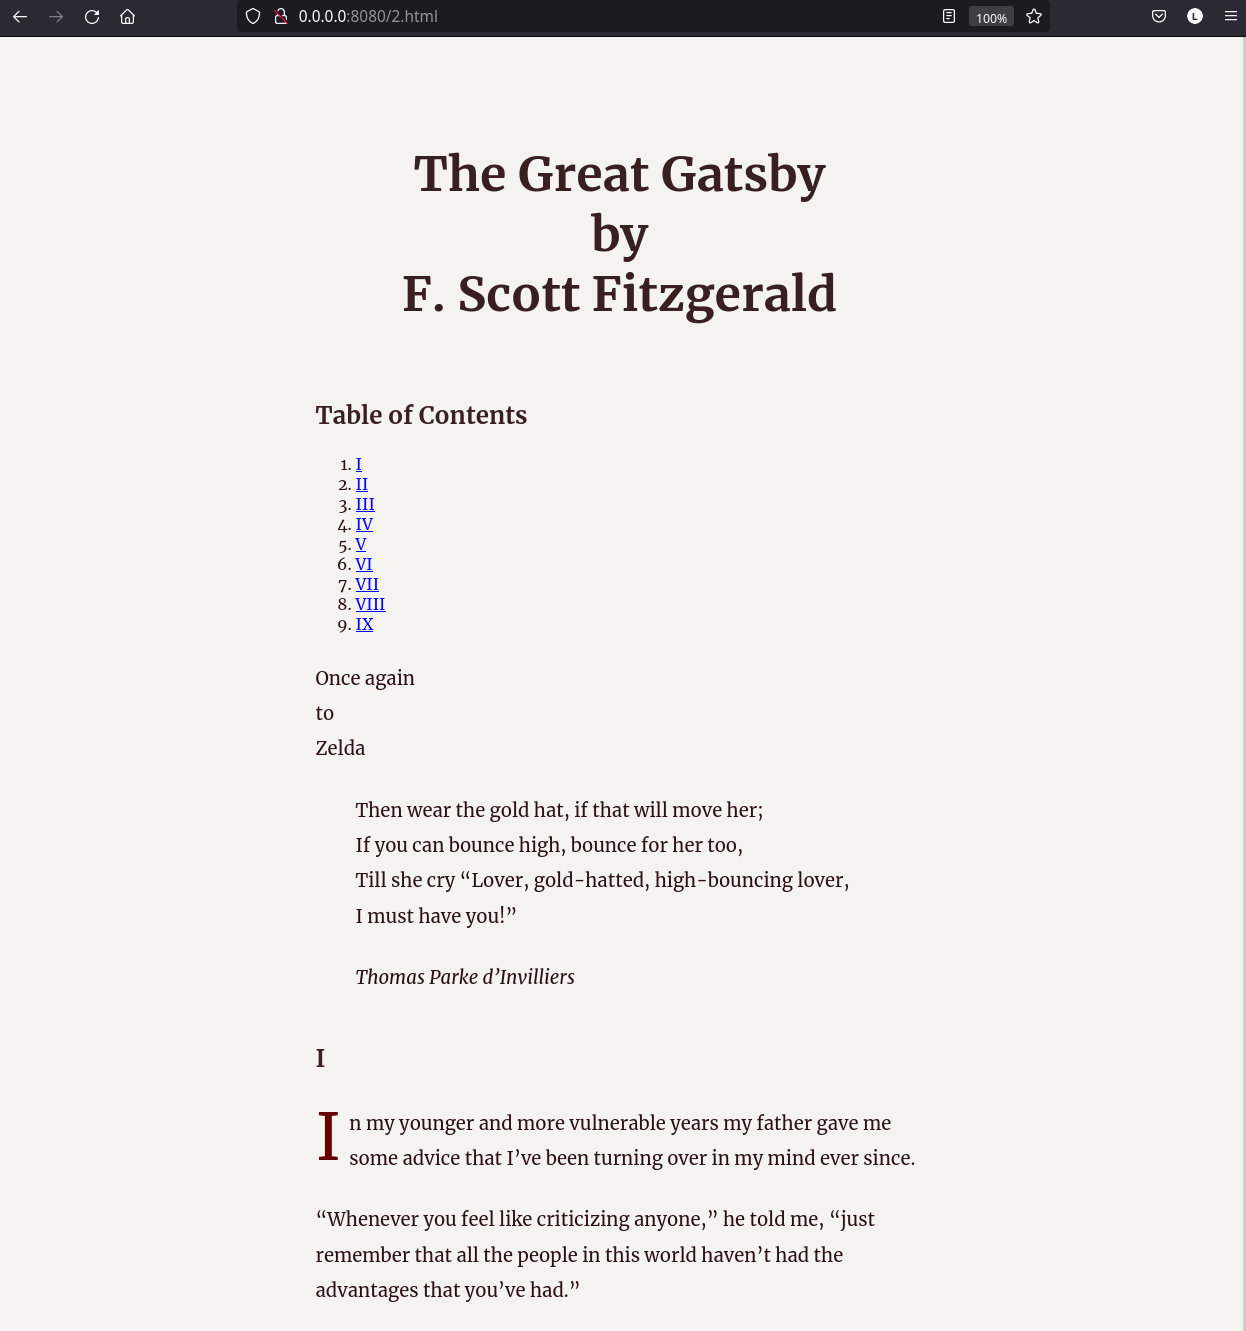 0.0.0.0:8080/2.html
100%
L
The Great Gatsby
by
F. Scott Fitzgerald
Table of Contents
1. I
2. II
3. III
4. IV
5. V
6. VI
7. VII
8. VIII
9. IX
Once again
to
Zelda
Then wear the gold hat, if that will move her;
If you can bounce high, bounce for her too,
Till she cry “Lover, gold-hatted, high-bouncing lover,
I must have you!”
Thomas Parke d’Invilliers
I
In my younger and more vulnerable years my father gave me
some advice that I’ve been turning over in my mind ever since.
“Whenever you feel like criticizing anyone,” he told me, “just
remember that all the people in this world haven’t had the
advantages that you’ve had.”